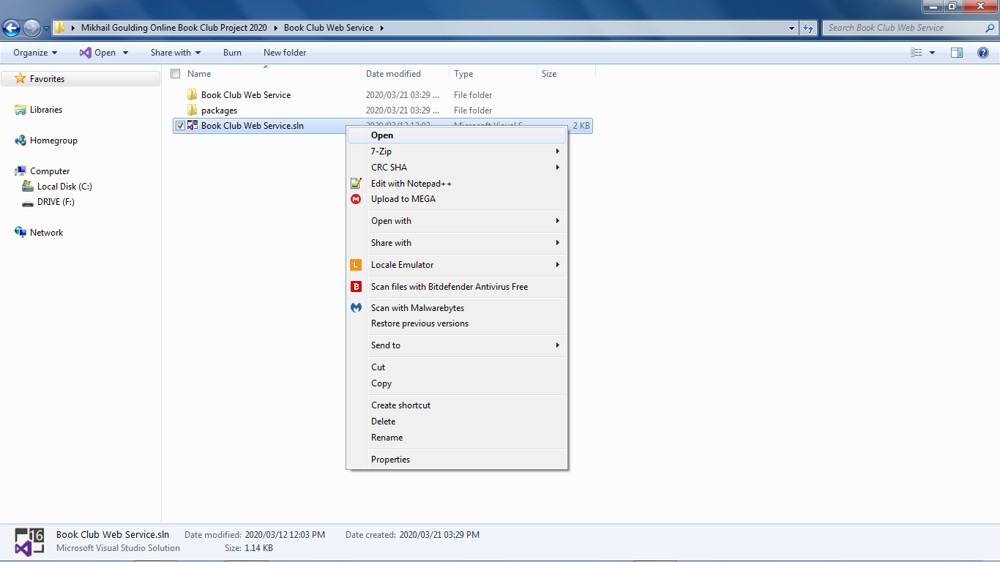 Mikhail Goulding Online Book Club Project 2020 Book Club Web Service
Search Book Club Web Service
Organize Open Share with Burn New folder
Name Date modified Type Size
Favorites
Libraries
Homegroup
Computer
Local Disk (C:)
DRIVE (F:)
Network
Book Club Web Service 2020/03/21 03:29 ... File folder
packages 2020/03/21 03:29 ... File folder
Book Club Web Service.sln 2020/03/12 12:03 ... Microsoft Visual S... 2 KB
Open
7-Zip
CRC SHA
Edit with Notepad++
Upload to MEGA
Open with
Share with
L Locale Emulator
B Scan files with Bitdefender Antivirus Free
Scan with Malwarebytes
Restore previous versions
Send to
Cut
Copy
Create shortcut
Delete
Rename
Properties
16
Book Club Web Service.sln Date modified: 2020/03/12 12:03 PM Date created: 2020/03/21 03:29 PM
Microsoft Visual Studio Solution Size: 1.14 KB